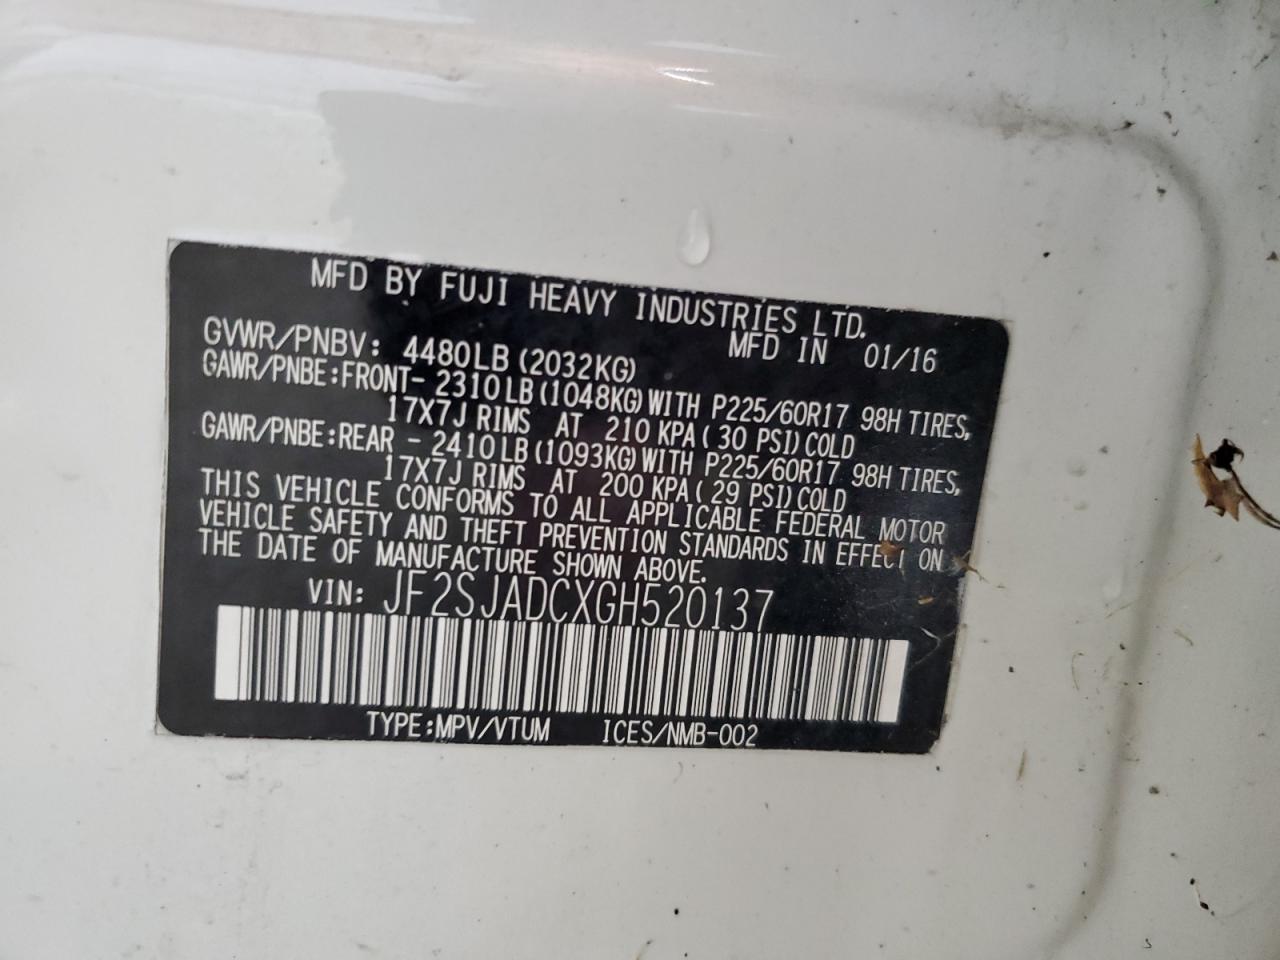 MFD BY FUJI HEAVY INDUSTRIES LTD.
MFD IN 01/16
GVWR/PNBV: 4480LB (2032KG)
GAWR/PNBE:FRONT- 2310LB (1048KG) WITH P225/60R17 98H TIRES,
17X7J RIMS AT 210 KPA ( 30 PSI) COLD
GAWR/PNBE:REAR - 2410LB (1093KG) WITH P225/60R17 98H TIRES,
17X7J RIMS AT 200 KPA ( 29 PSI) COLD
THIS VEHICLE CONFORMS TO ALL APPLICABLE FEDERAL MOTOR
VEHICLE SAFETY AND THEFT PREVENTION STANDARDS IN EFFECT ON
THE DATE OF MANUFACTURE SHOWN ABOVE.
VIN: JF2SJADCXGH520137
TYPE:MPV/VTUM ICES/NMB-002